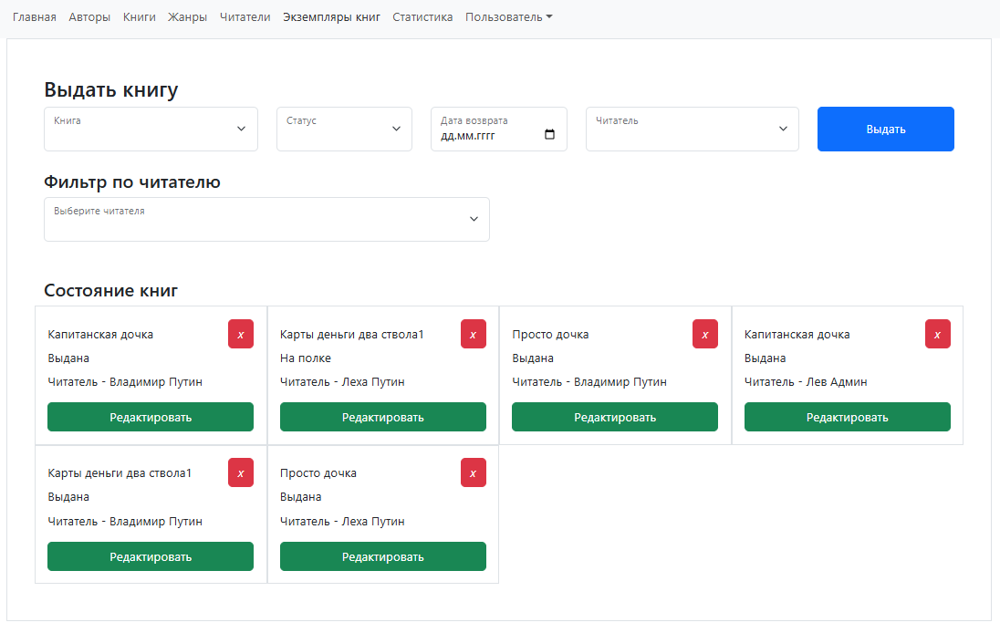 Главная Авторы Книги Жанры Читатели Экземпляры книг Статистика Пользователь
Выдать книгу
Книга Статус Дата возврата Читатель
дд.мм.гггг
Выдать
Фильтр по читателю
Выберите читателя
Состояние книг
Капитанская дочка x
Выдана
Читатель - Владимир Путин
Редактировать
Карты деньги два ствола1 x
На полке
Читатель - Леха Путин
Редактировать
Просто дочка x
Выдана
Читатель - Владимир Путин
Редактировать
Капитанская дочка x
Выдана
Читатель - Лев Админ
Редактировать
Карты деньги два ствола1 x
Выдана
Читатель - Владимир Путин
Редактировать
Просто дочка x
Выдана
Читатель - Леха Путин
Редактировать